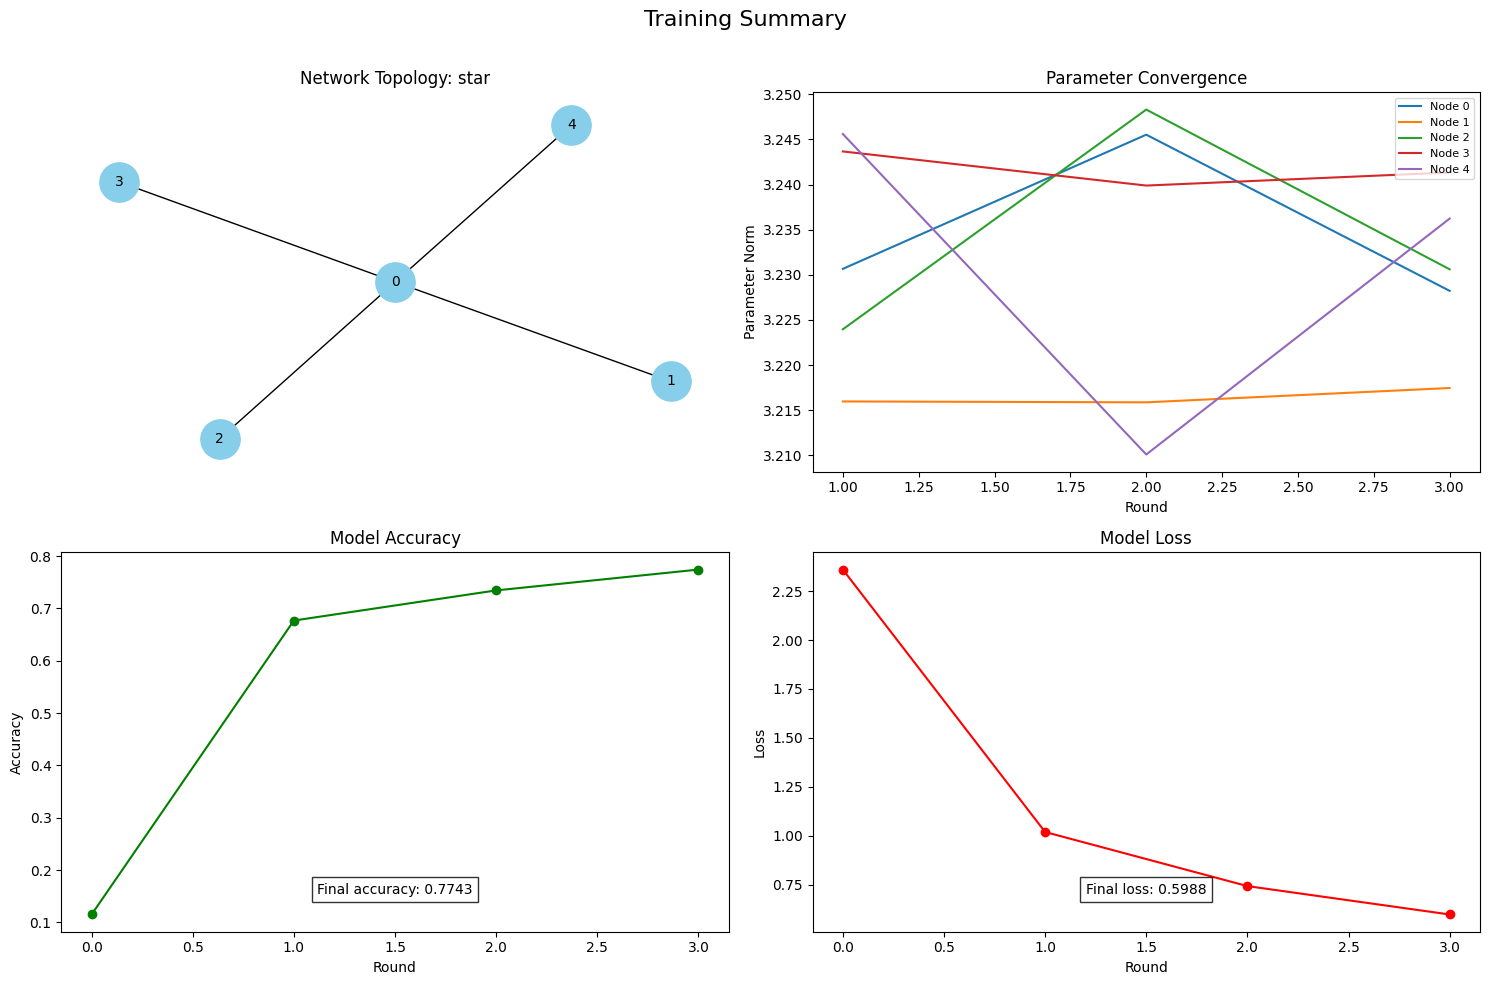 Training Summary
Network Topology: star
4
3
0
1
2
Parameter Convergence
3.250
3.245
3.240
3.235
3.230
3.225
3.220
3.215
3.210
Parameter Norm
Node 0
Node 1
Node 2
Node 3
Node 4
1.00 1.25 1.50 1.75 2.00 2.25 2.50 2.75 3.00
Round
Model Accuracy
0.8
0.7
0.6
0.5
0.4
0.3
0.2
0.1
Accuracy
Final accuracy: 0.7743
0.0 0.5 1.0 1.5 2.0 2.5 3.0
Round
Model Loss
2.25
2.00
1.75
1.50
1.25
1.00
0.75
Loss
Final loss: 0.5988
0.0 0.5 1.0 1.5 2.0 2.5 3.0
Round